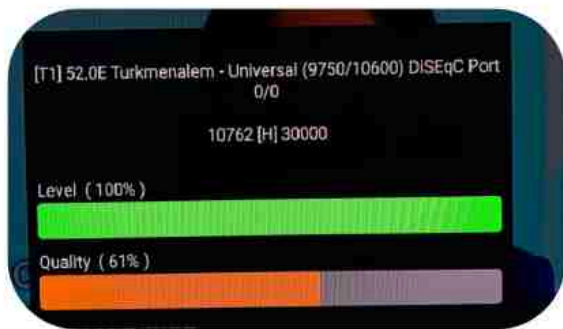 [T1] 52.0E Turkmenalem - Universal (9750/10600) DiSEqC Port
0/0
10762 [H] 30000
Level ( 100% )
Quality ( 61% )